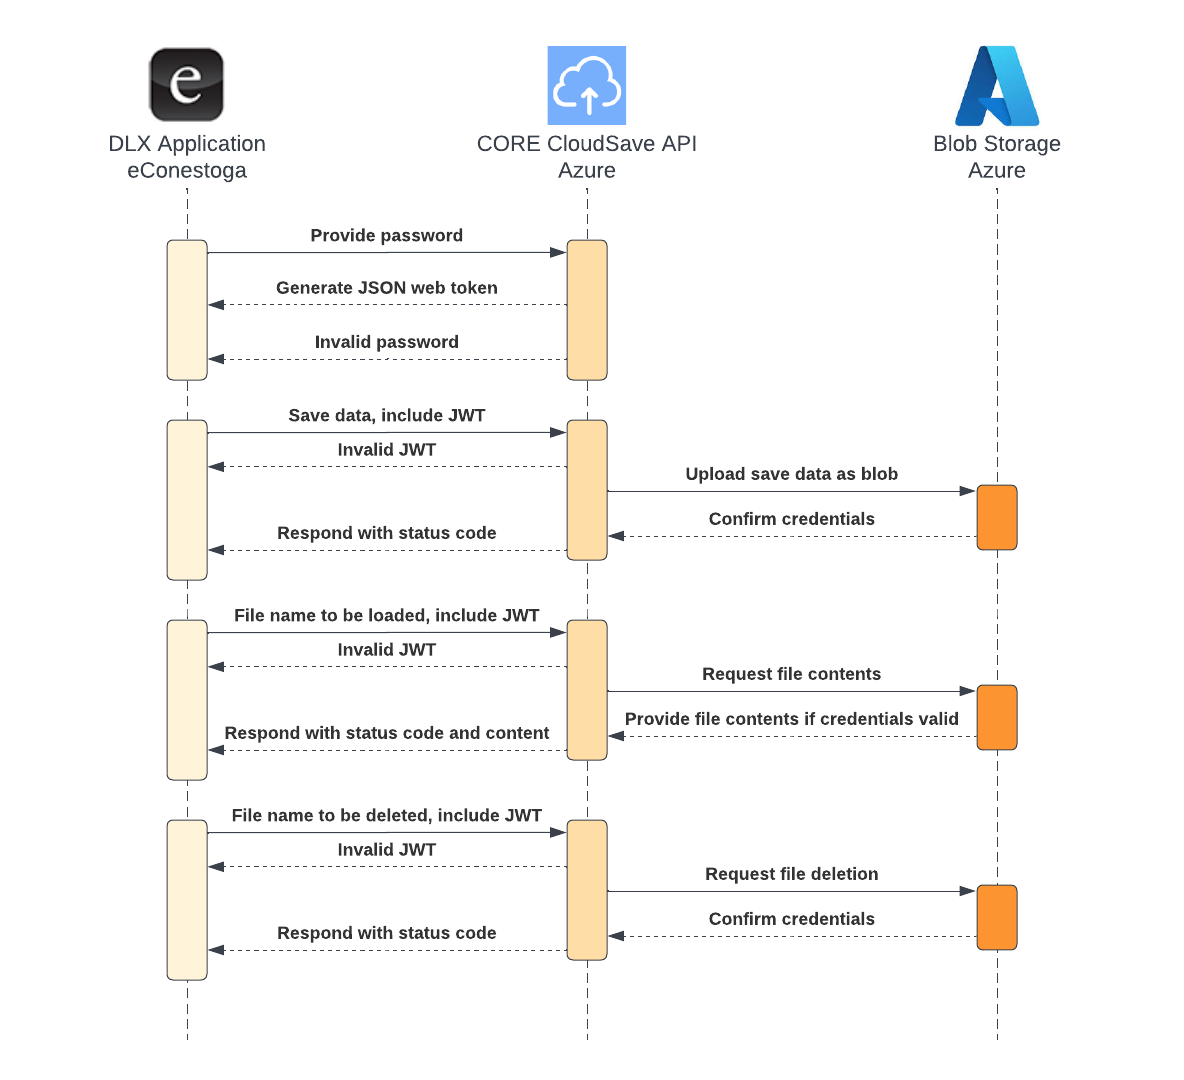 e
DLX Application
eConestoga
CORE CloudSave API
Azure
Blob Storage
Azure
Provide password
Generate JSON web token
Invalid password
Save data, include JWT
Invalid JWT
Upload save data as blob
Confirm credentials
Respond with status code
File name to be loaded, include JWT
Invalid JWT
Request file contents
Provide file contents if credentials valid
Respond with status code and content
File name to be deleted, include JWT
Invalid JWT
Request file deletion
Confirm credentials
Respond with status code